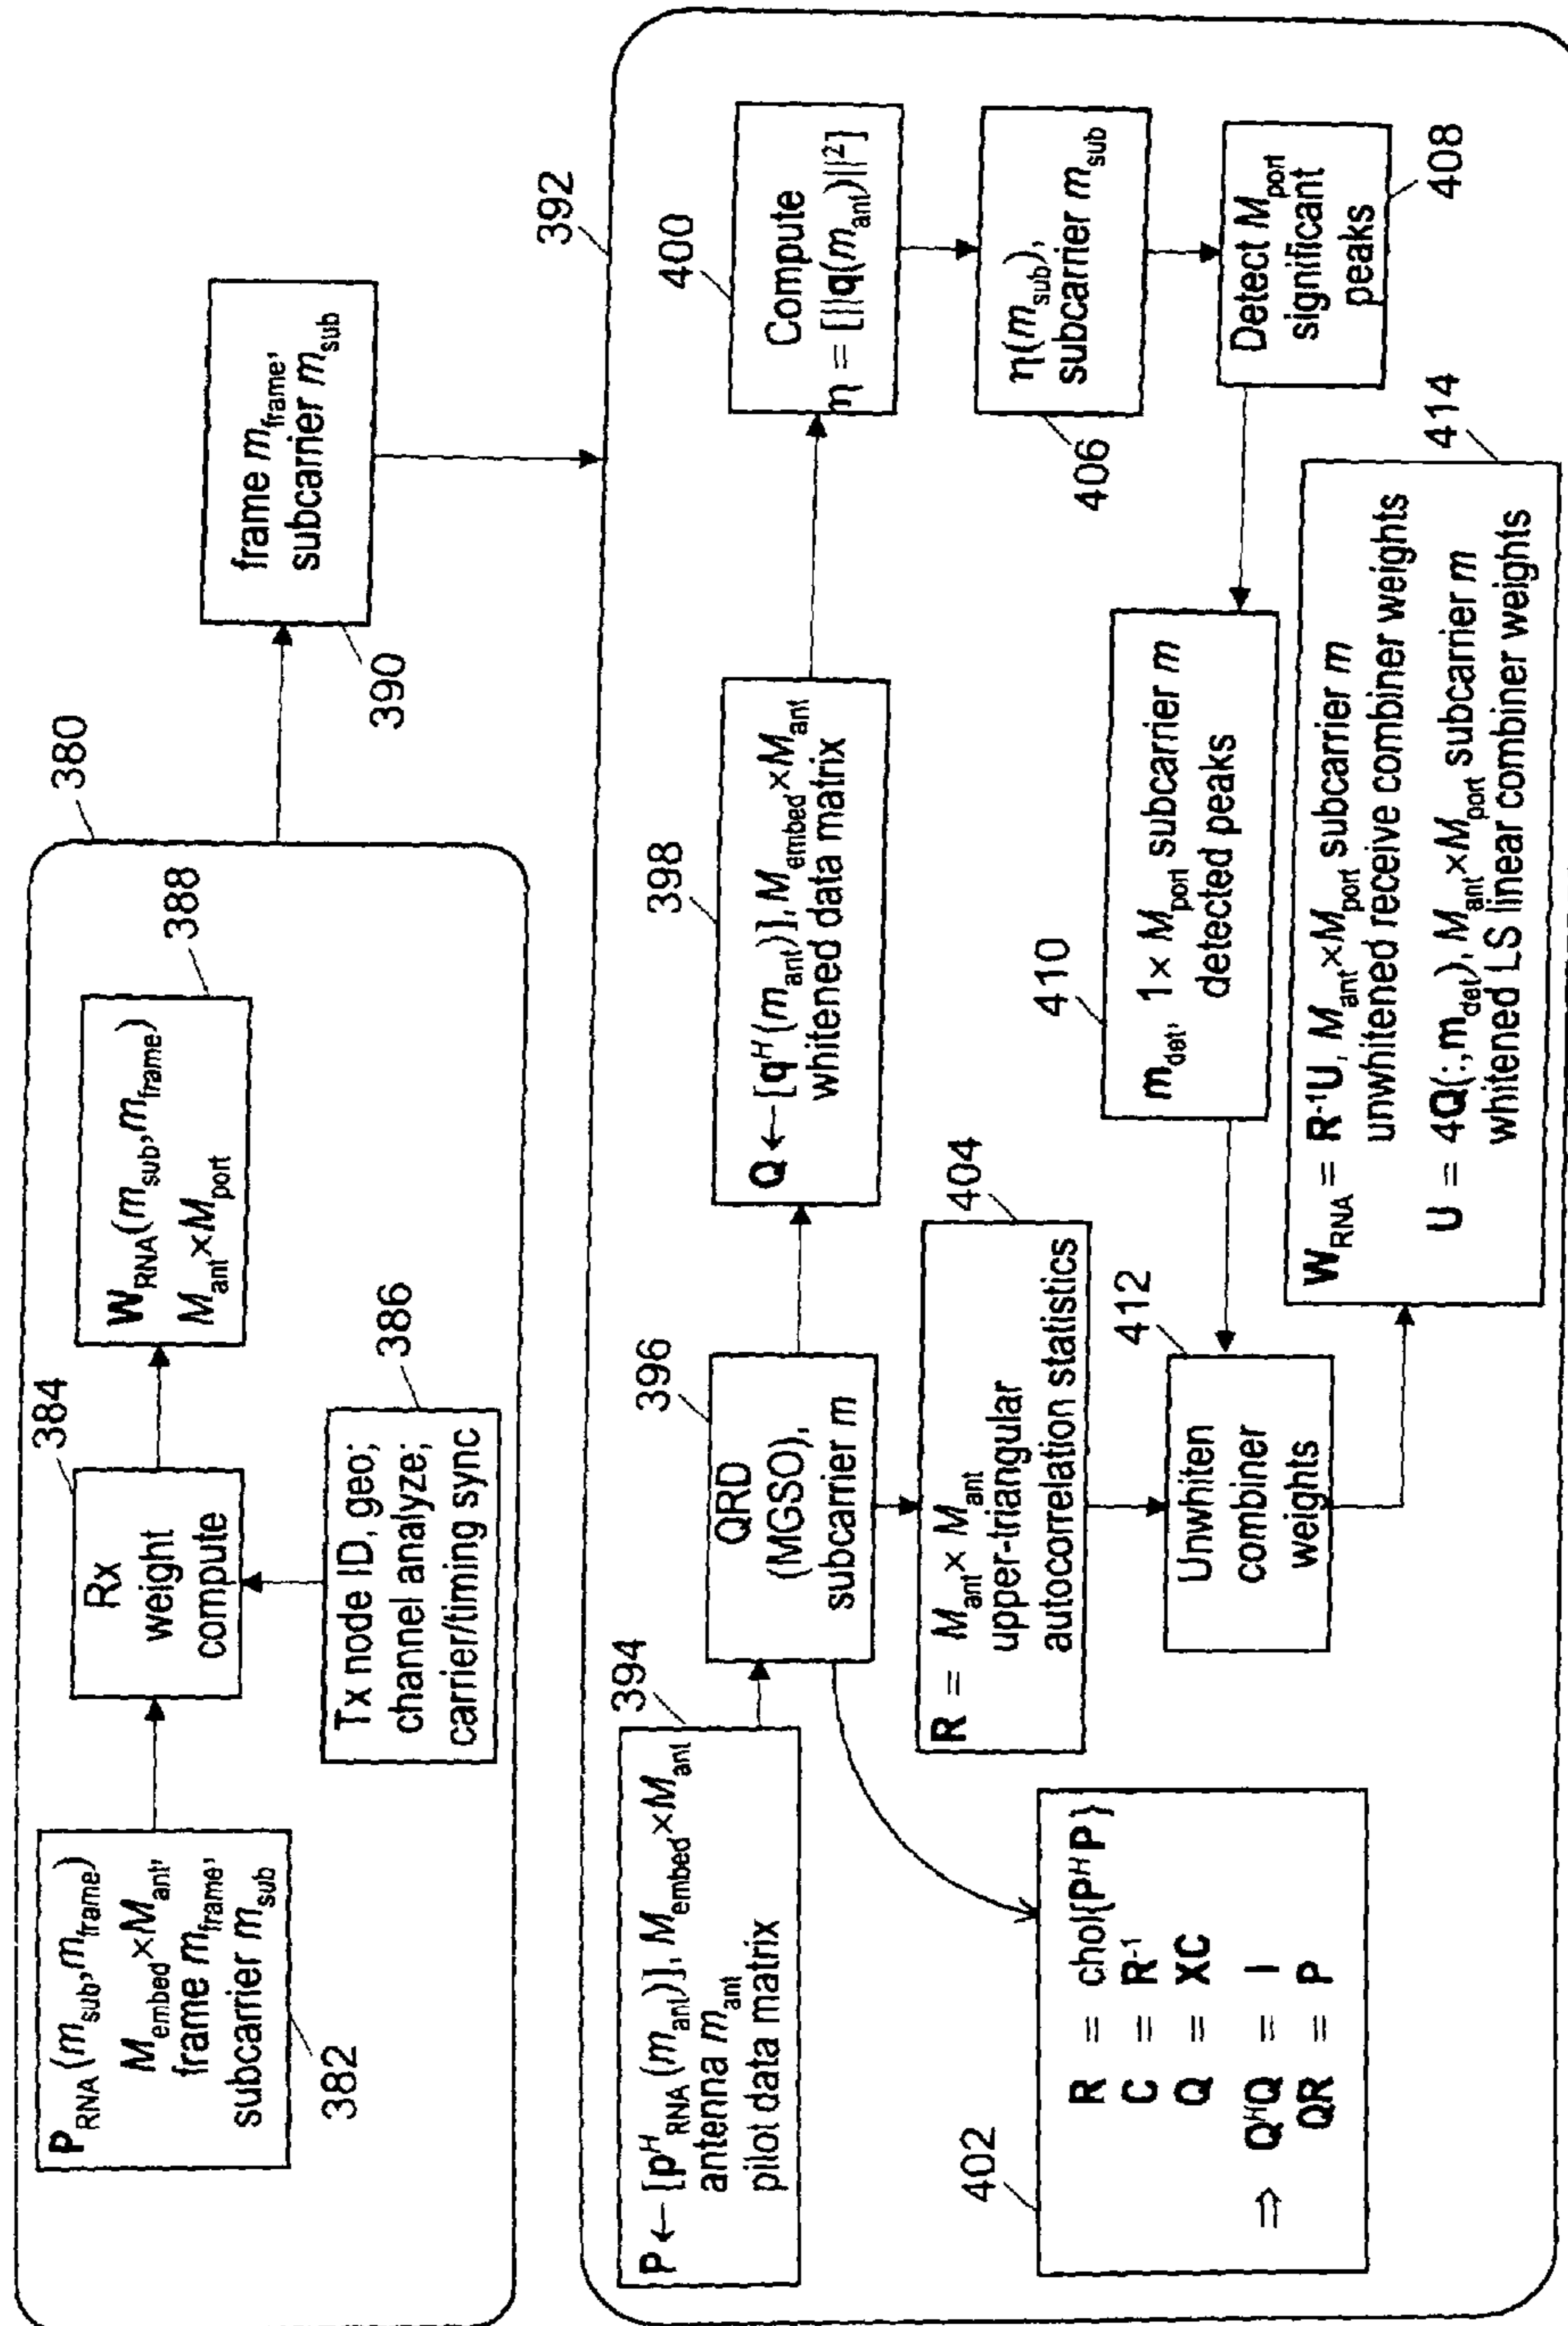 380
P_RNA(m_sub,m_frame)
M_embed×M_ant,
frame m_frame,
subcarrier m_sub
382
384
Rx
weight
compute
Tx node ID, geo;
channel analyze;
carrier/timing sync
386
W_RNA(m_sub,m_frame)
M_ant×M_port
388
frame m_frame,
subcarrier m_sub
390
392
P ← [p^H_RNA(m_ant)], M_embed×M_ant
antenna m_ant
pilot data matrix
394
QRD
(MGSO),
subcarrier m
396
Q ← [q^H(m_ant)], M_embed×M_ant
whitened data matrix
398
Compute
η = [||q(m_ant)||²]
400
R = chol{P^H P}
C = R⁻¹
Q = XC
⇒ Q^H Q = I
QR = P
402
R = M_ant × M_ant
upper-triangular
autocorrelation statistics
404
η(m_sub),
subcarrier m_sub
406
Detect M_port
significant
peaks
408
m_det, 1× M_port subcarrier m
detected peaks
410
Unwhiten
combiner
weights
412
W_RNA = R⁻¹U, M_ant×M_port subcarrier m
unwhitened receive combiner weights
U = 4Q(:,m_det), M_ant×M_port subcarrier m
whitened LS linear combiner weights
414